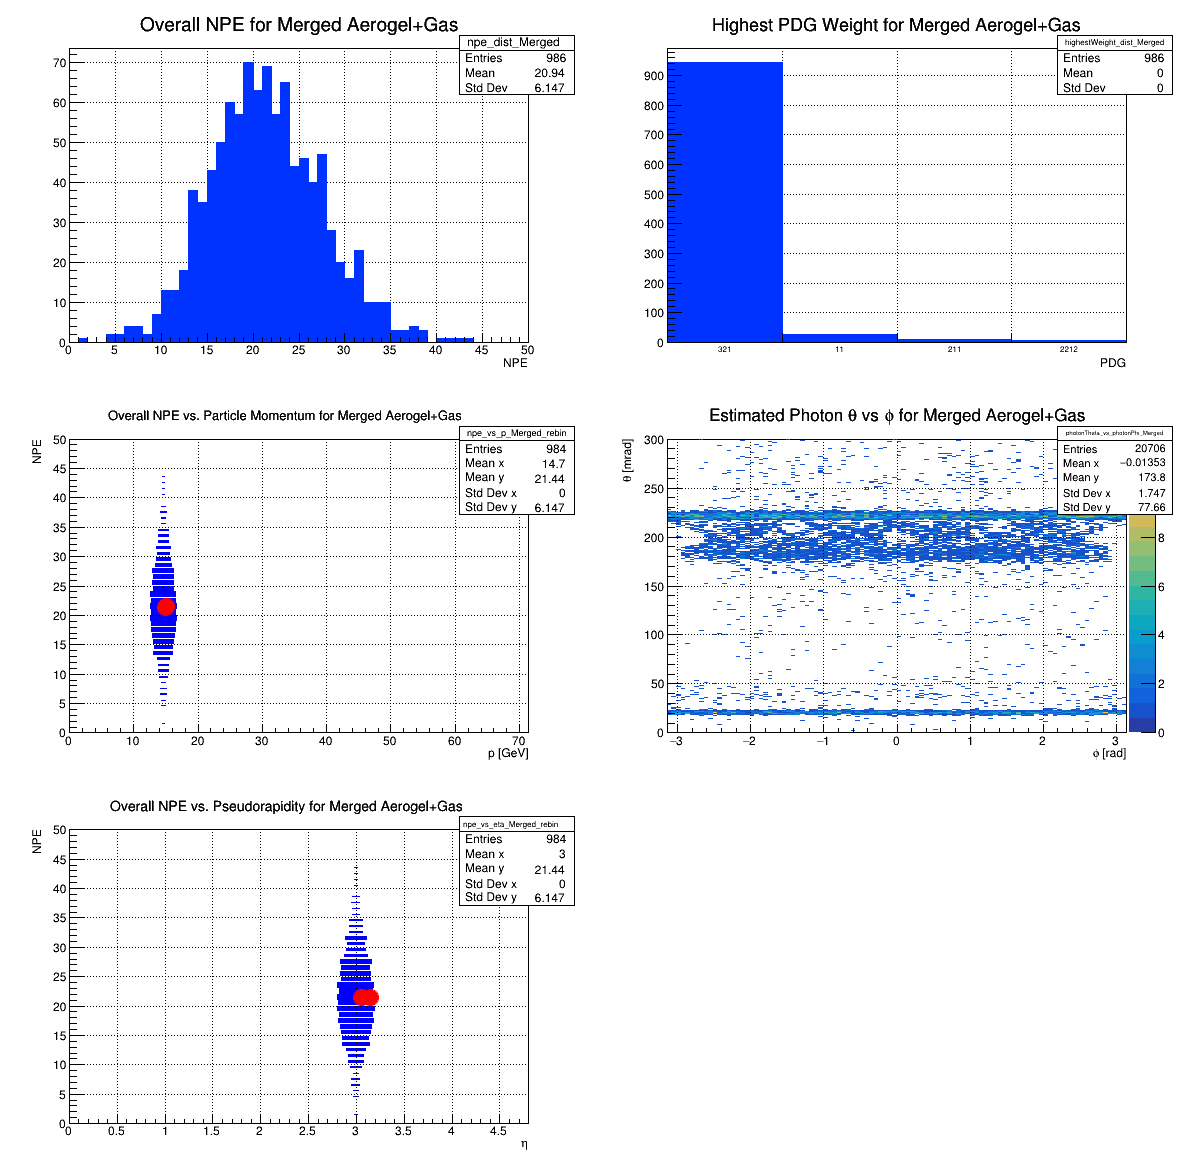 Overall NPE for Merged Aerogel+Gas
npe_dist_Merged
Entries 986
Mean 20.94
Std Dev 6.147
70
60
50
40
30
20
10
0
0 5 10 15 20 25 30 35 40 45 50
NPE
Highest PDG Weight for Merged Aerogel+Gas
highestWeight_dist_Merged
Entries 986
Mean 0
Std Dev 0
900
800
700
600
500
400
300
200
100
0
321 11 211 2212
PDG
Overall NPE vs. Particle Momentum for Merged Aerogel+Gas
npe_vs_p_Merged_rebin
Entries 984
Mean x 14.7
Mean y 21.44
Std Dev x 0
Std Dev y 6.147
NPE
50
45
40
35
30
25
20
15
10
5
0
0 10 20 30 40 50 60 70
p [GeV]
Estimated Photon θ vs ϕ for Merged Aerogel+Gas
photonTheta_vs_photonPhi_Merged
Entries 20706
Mean x −0.01353
Mean y 173.8
Std Dev x 1.747
Std Dev y 77.66
θ [mrad]
300
250
200
150
100
50
0
−3 −2 −1 0 1 2 3
ϕ [rad]
8
6
4
2
0
Overall NPE vs. Pseudorapidity for Merged Aerogel+Gas
npe_vs_eta_Merged_rebin
Entries 984
Mean x 3
Mean y 21.44
Std Dev x 0
Std Dev y 6.147
NPE
50
45
40
35
30
25
20
15
10
5
0
0 0.5 1 1.5 2 2.5 3 3.5 4 4.5
η